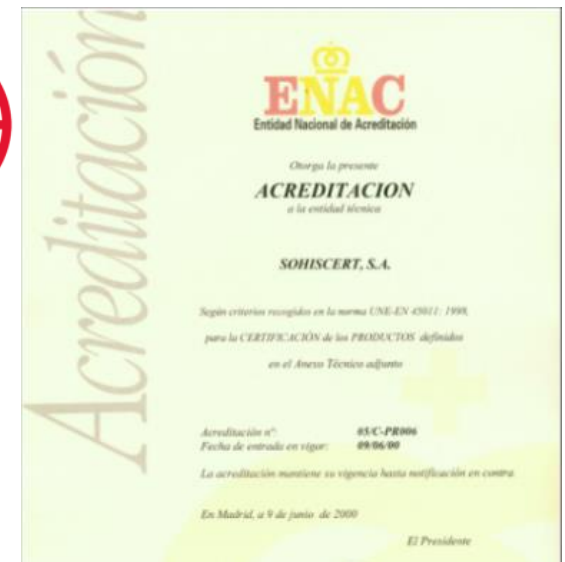 Acreditación
ENAC
Entidad Nacional de Acreditación
Otorga la presente
ACREDITACION
a la entidad técnica
SOHISCERT, S.A.
Según criterios recogidos en la norma UNE-EN 45011: 1998,
para la CERTIFICACIÓN de los PRODUCTOS definidos
en el Anexo Técnico adjunto
Acreditación nº: 05/C-PR006
Fecha de entrada en vigor: 09/06/00
La acreditación mantiene su vigencia hasta notificación en contra.
En Madrid, a 9 de junio de 2000
El Presidente